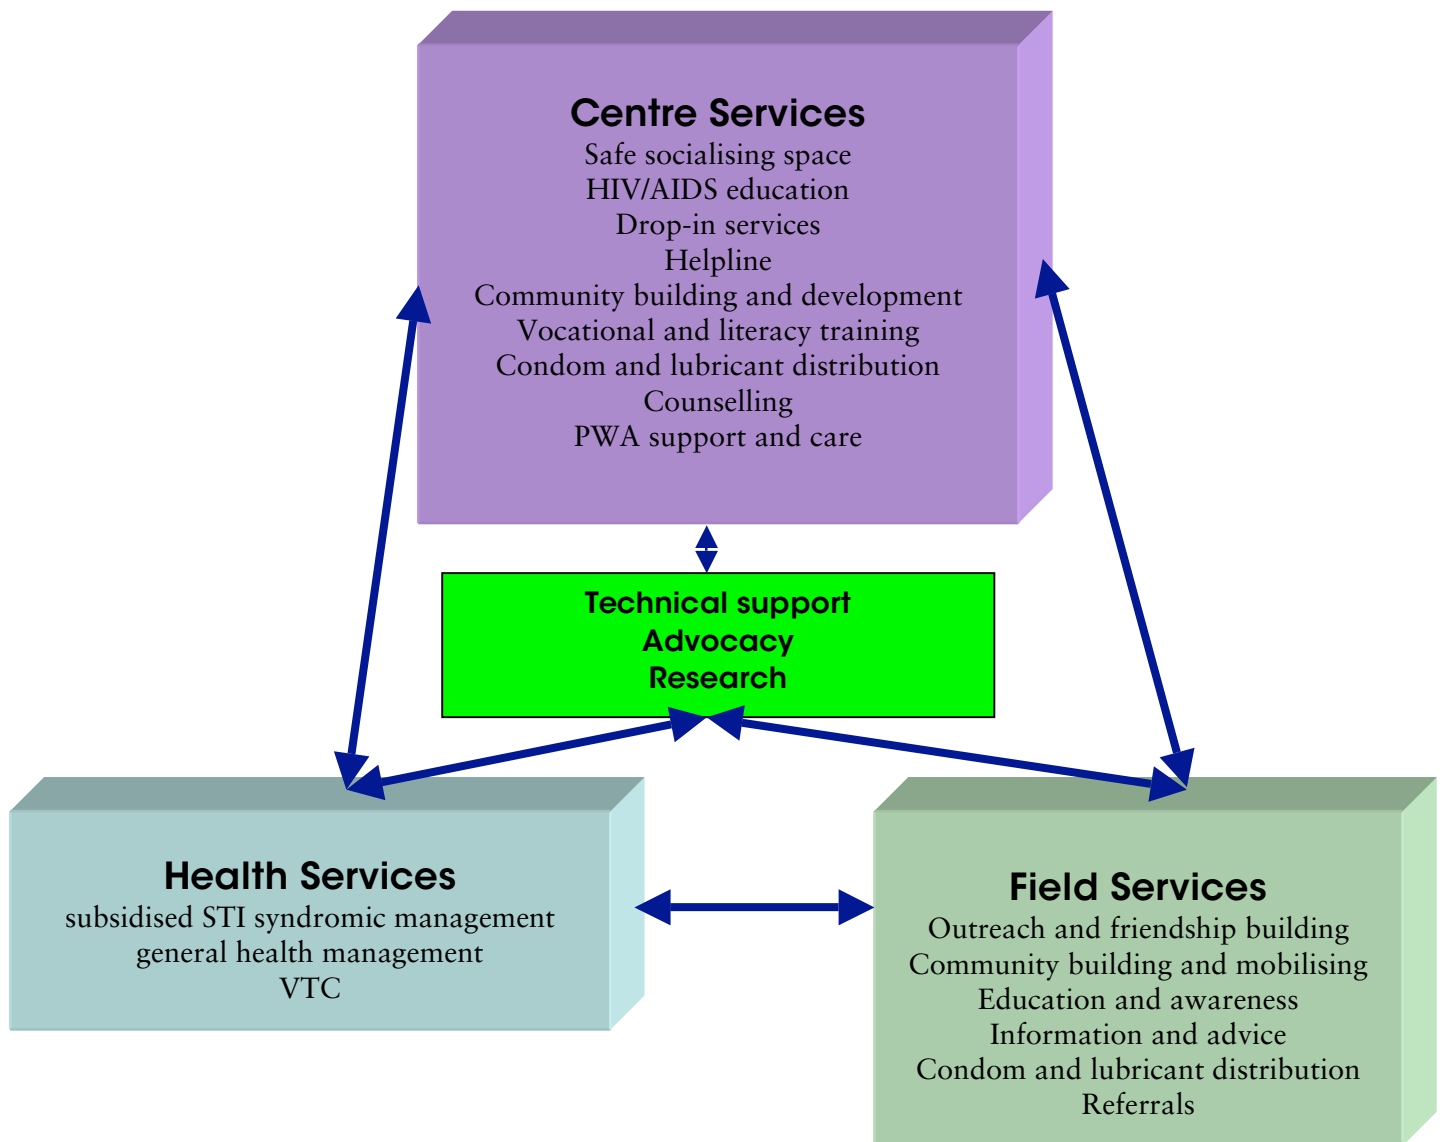 Centre Services
Safe socialising space
HIV/AIDS education
Drop-in services
Helpline
Community building and development
Vocational and literacy training
Condom and lubricant distribution
Counselling
PWA support and care
Technical support
Advocacy
Research
Health Services
subsidised STI syndromic management
general health management
VTC
Field Services
Outreach and friendship building
Community building and mobilising
Education and awareness
Information and advice
Condom and lubricant distribution
Referrals